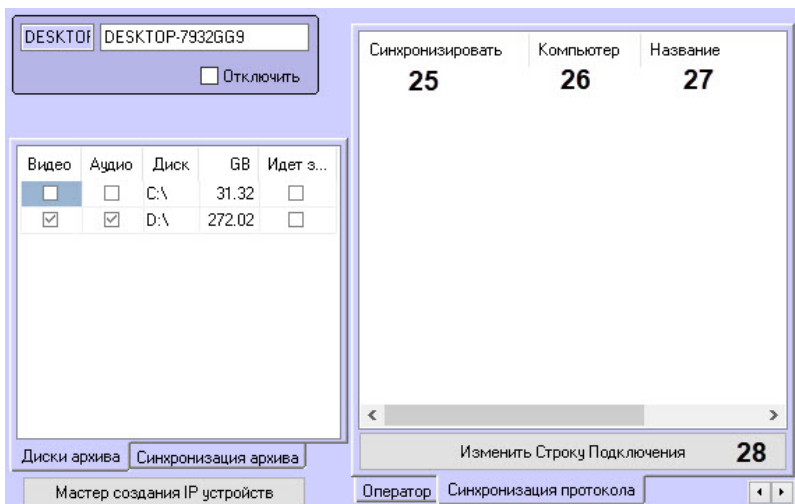 DESKTOP DESKTOP-7932GG9
Отключить
Видео Аудио Диск GB Идет з...
C:\ 31.32
D:\ 272.02
Диски архива Синхронизация архива
Мастер создания IP устройств
Синхронизировать Компьютер Название
25 26 27
Изменить Строку Подключения 28
Оператор Синхронизация протокола